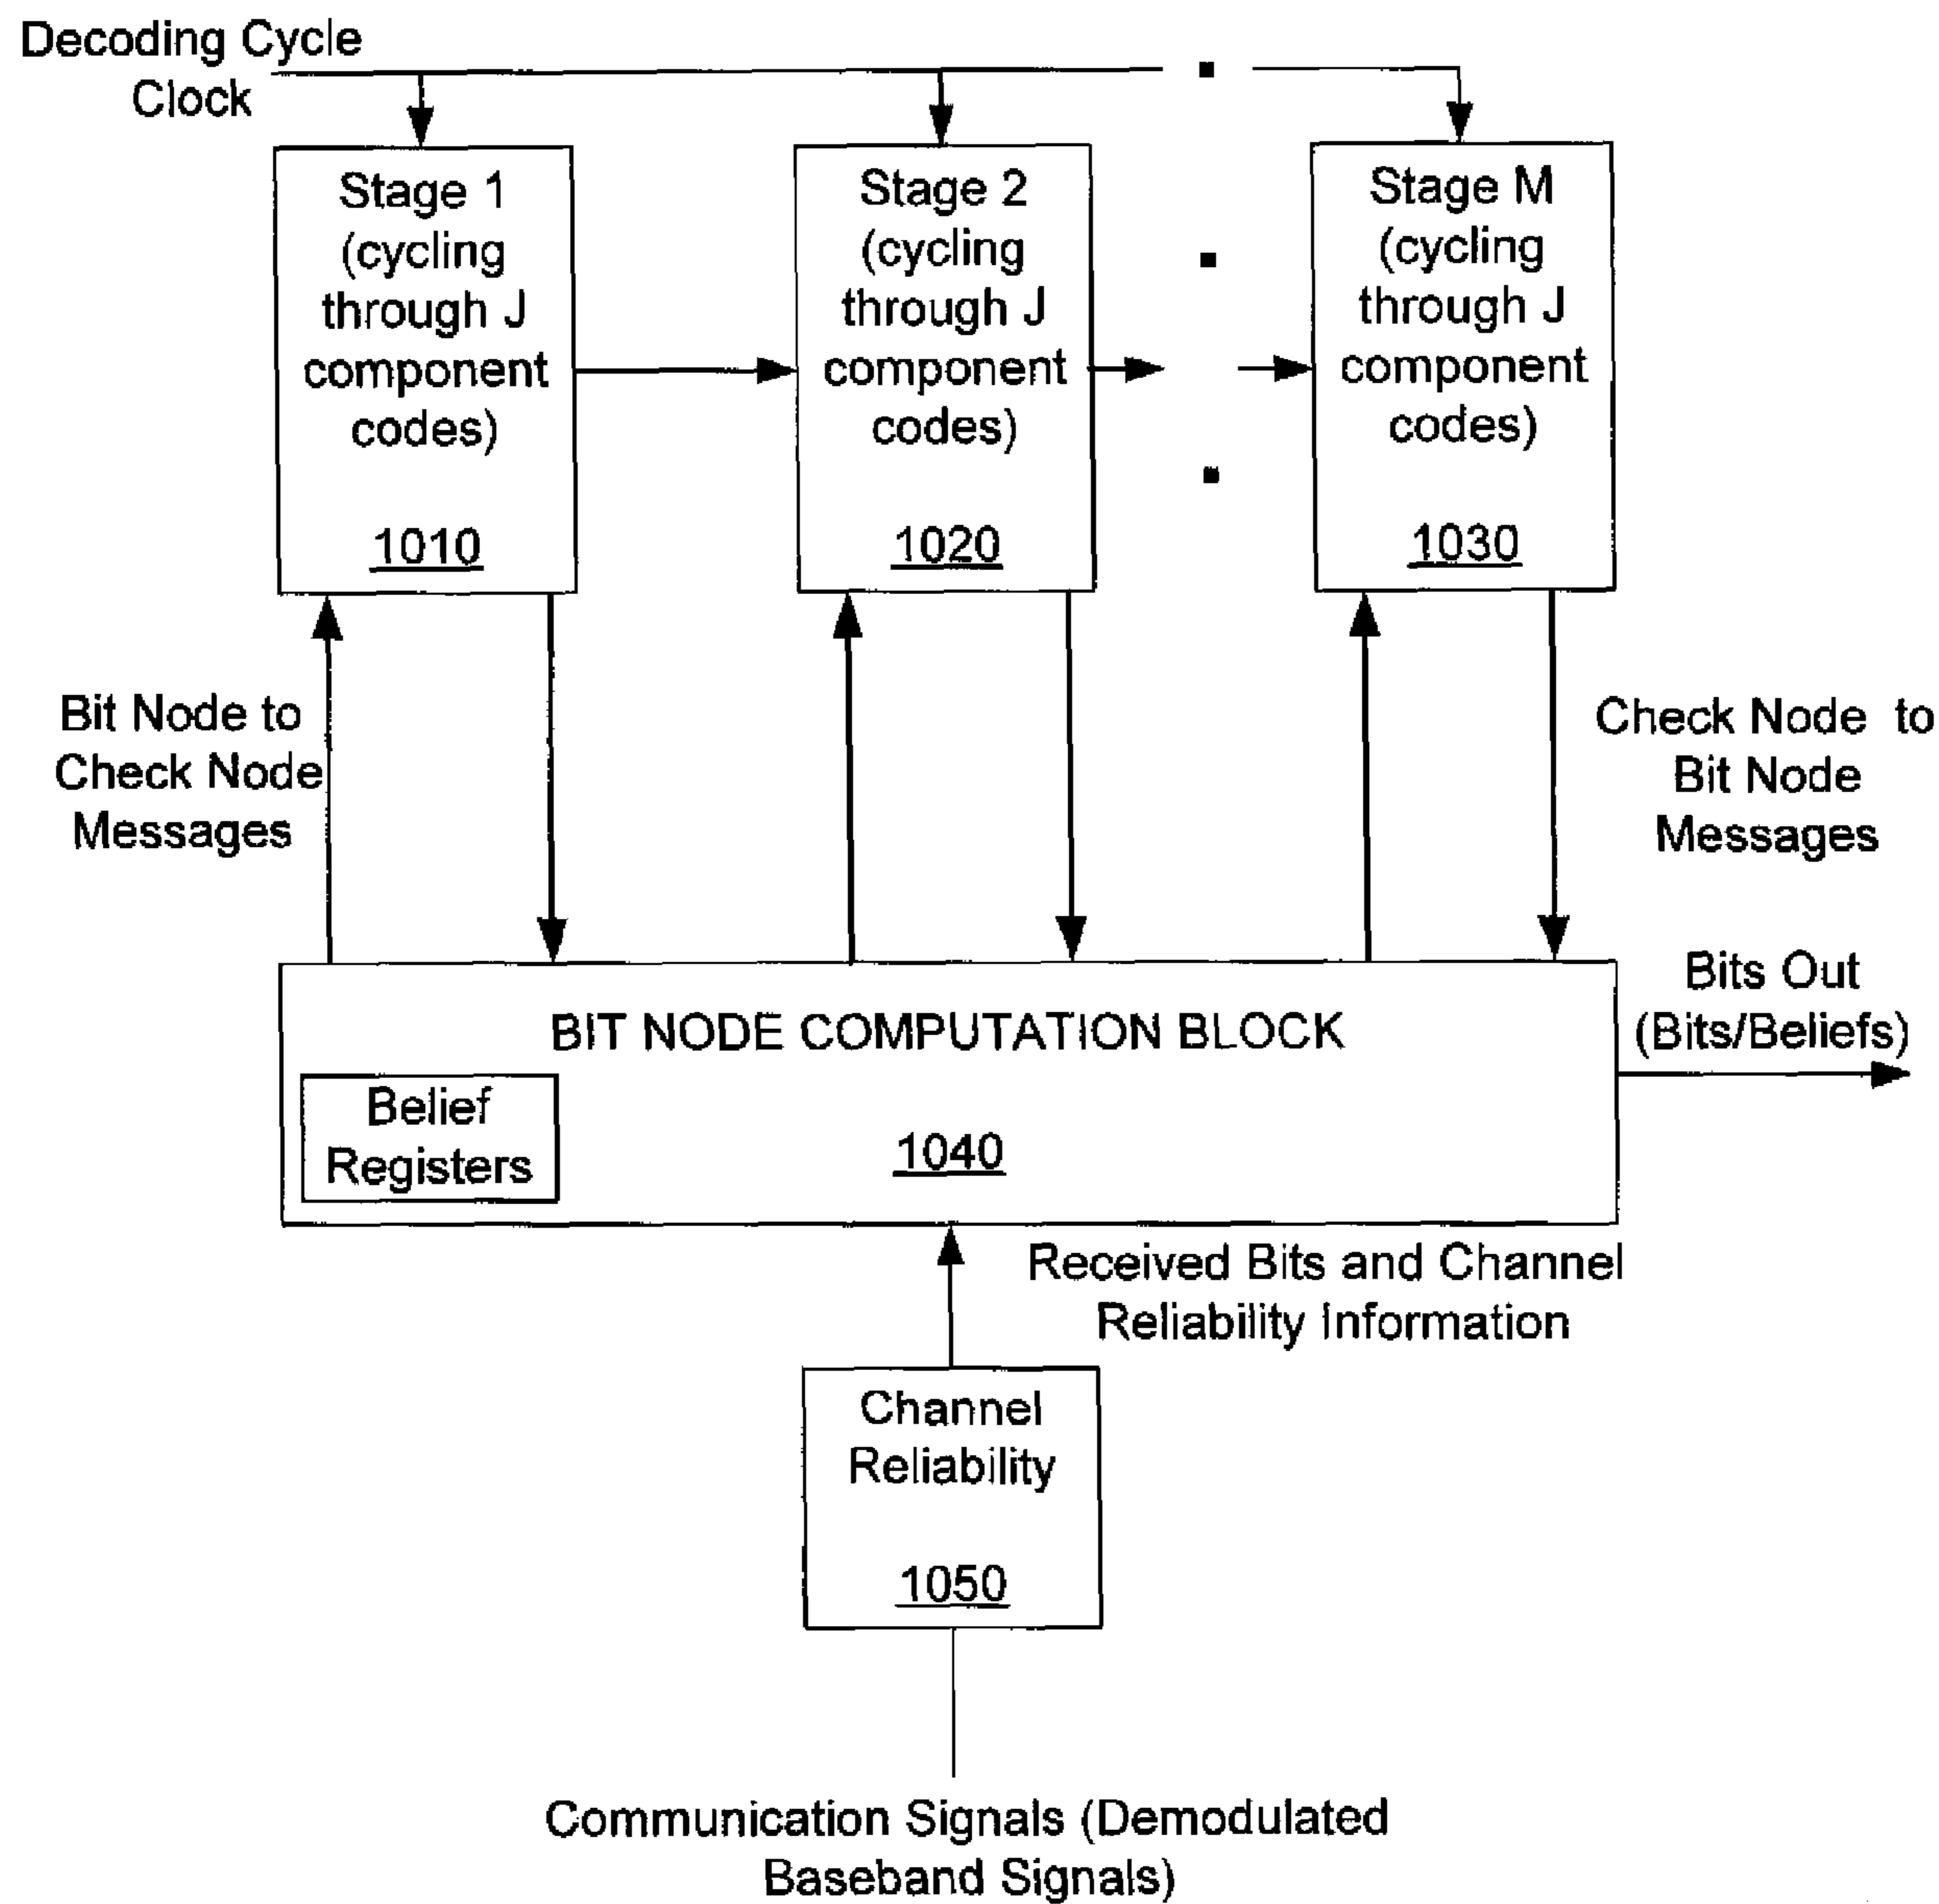 Decoding Cycle
Clock
Stage 1
(cycling
through J
component
codes)
1010
Stage 2
(cycling
through J
component
codes)
1020
Stage M
(cycling
through J
component
codes)
1030
Bit Node to
Check Node
Messages
Check Node to
Bit Node
Messages
Bits Out
(Bits/Beliefs)
BIT NODE COMPUTATION BLOCK
Belief
Registers
1040
Received Bits and Channel
Reliability Information
Channel
Reliability
1050
Communication Signals (Demodulated
Baseband Signals)